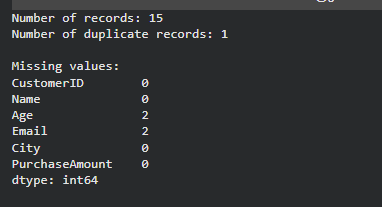 Number of records: 15
Number of duplicate records: 1

Missing values:
CustomerID        0
Name              0
Age               2
Email             2
City              0
PurchaseAmount    0
dtype: int64